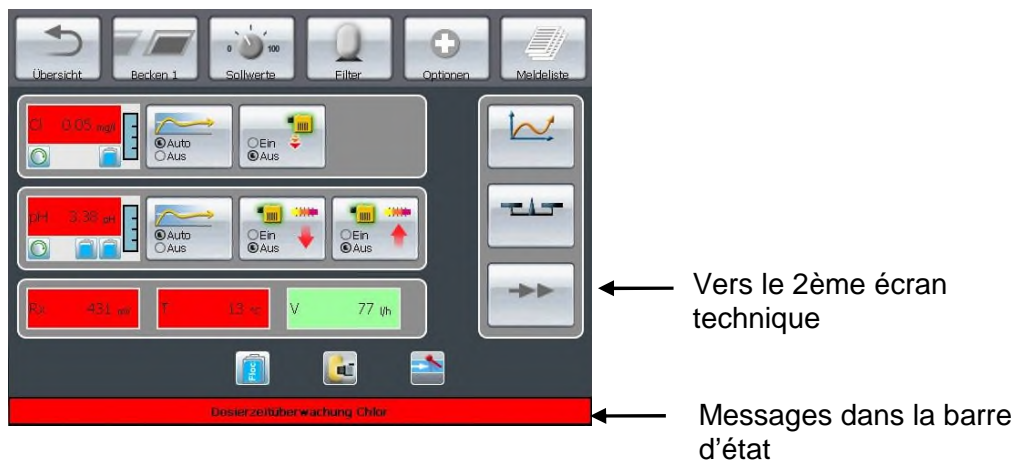 Übersicht
Becken 1
0 100
Sollwerte
Filter
Optionen
Meldeliste
Cl 0.05 mg/l
Auto
Aus
Ein
Aus
pH 3.38 pH
Auto
Aus
Ein
Aus
Ein
Aus
Rx 431 mV
T 13 °C
V 77 l/h
Floc
Dosierzeitüberwachung Chlor
Vers le 2ème écran
technique
Messages dans la barre
d’état